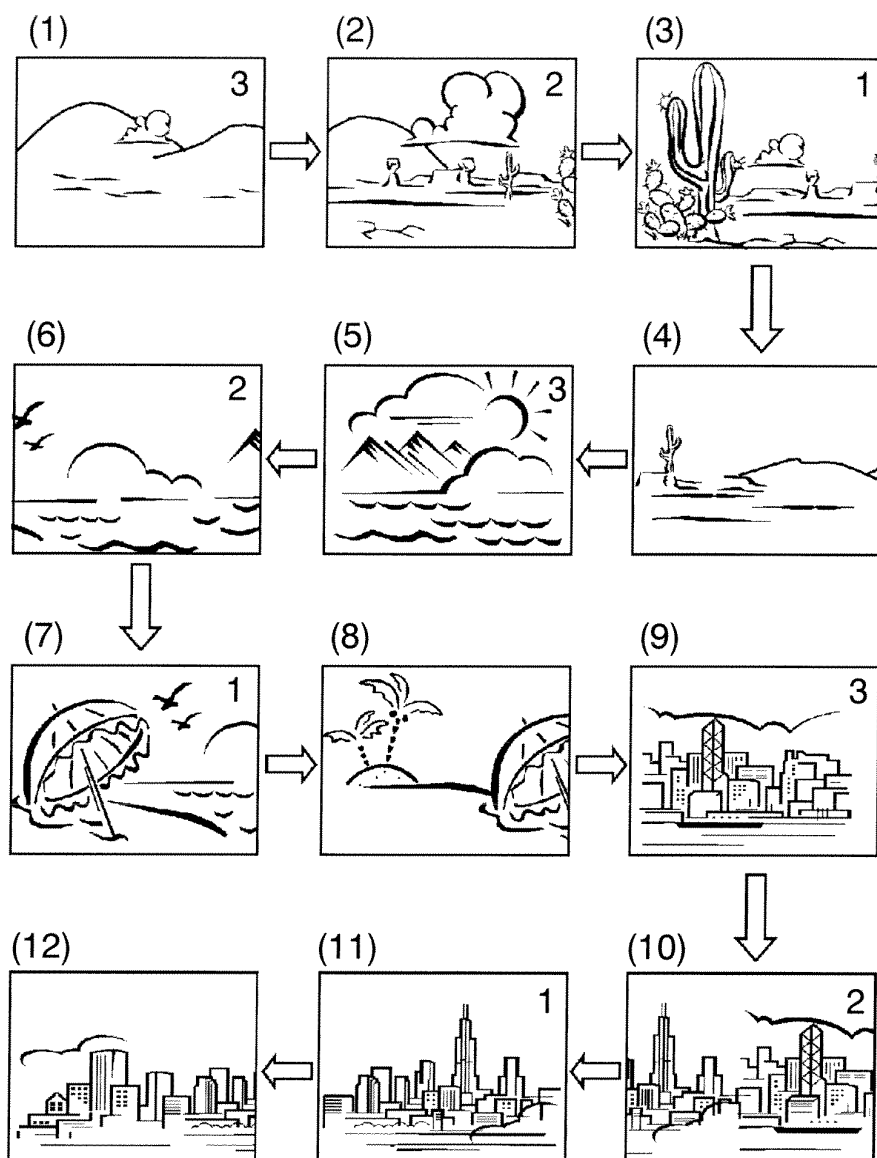 (1) (2) (3)
3 2 1
(6) (5) (4)
2 3
(7) (8) (9)
1 3
(12) (11) (10)
1 2